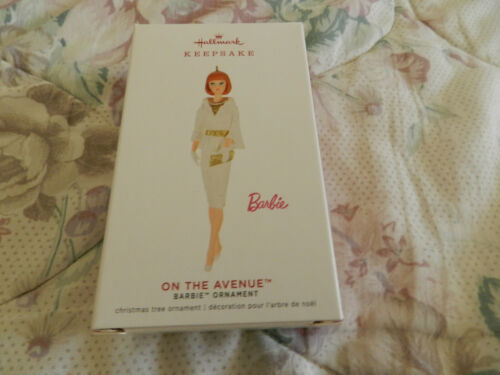 Hallmark
KEEPSAKE
Barbie
ON THE AVENUE™
BARBIE™ ORNAMENT
christmas tree ornament | décoration pour l'arbre de noël